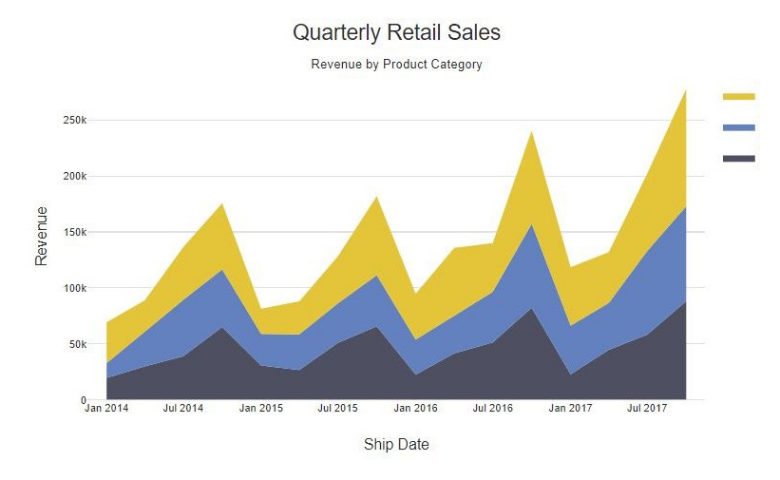 Quarterly Retail Sales
Revenue by Product Category
250k
200k
150k
100k
50k
0
Revenue
Jan 2014 Jul 2014 Jan 2015 Jul 2015 Jan 2016 Jul 2016 Jan 2017 Jul 2017
Ship Date